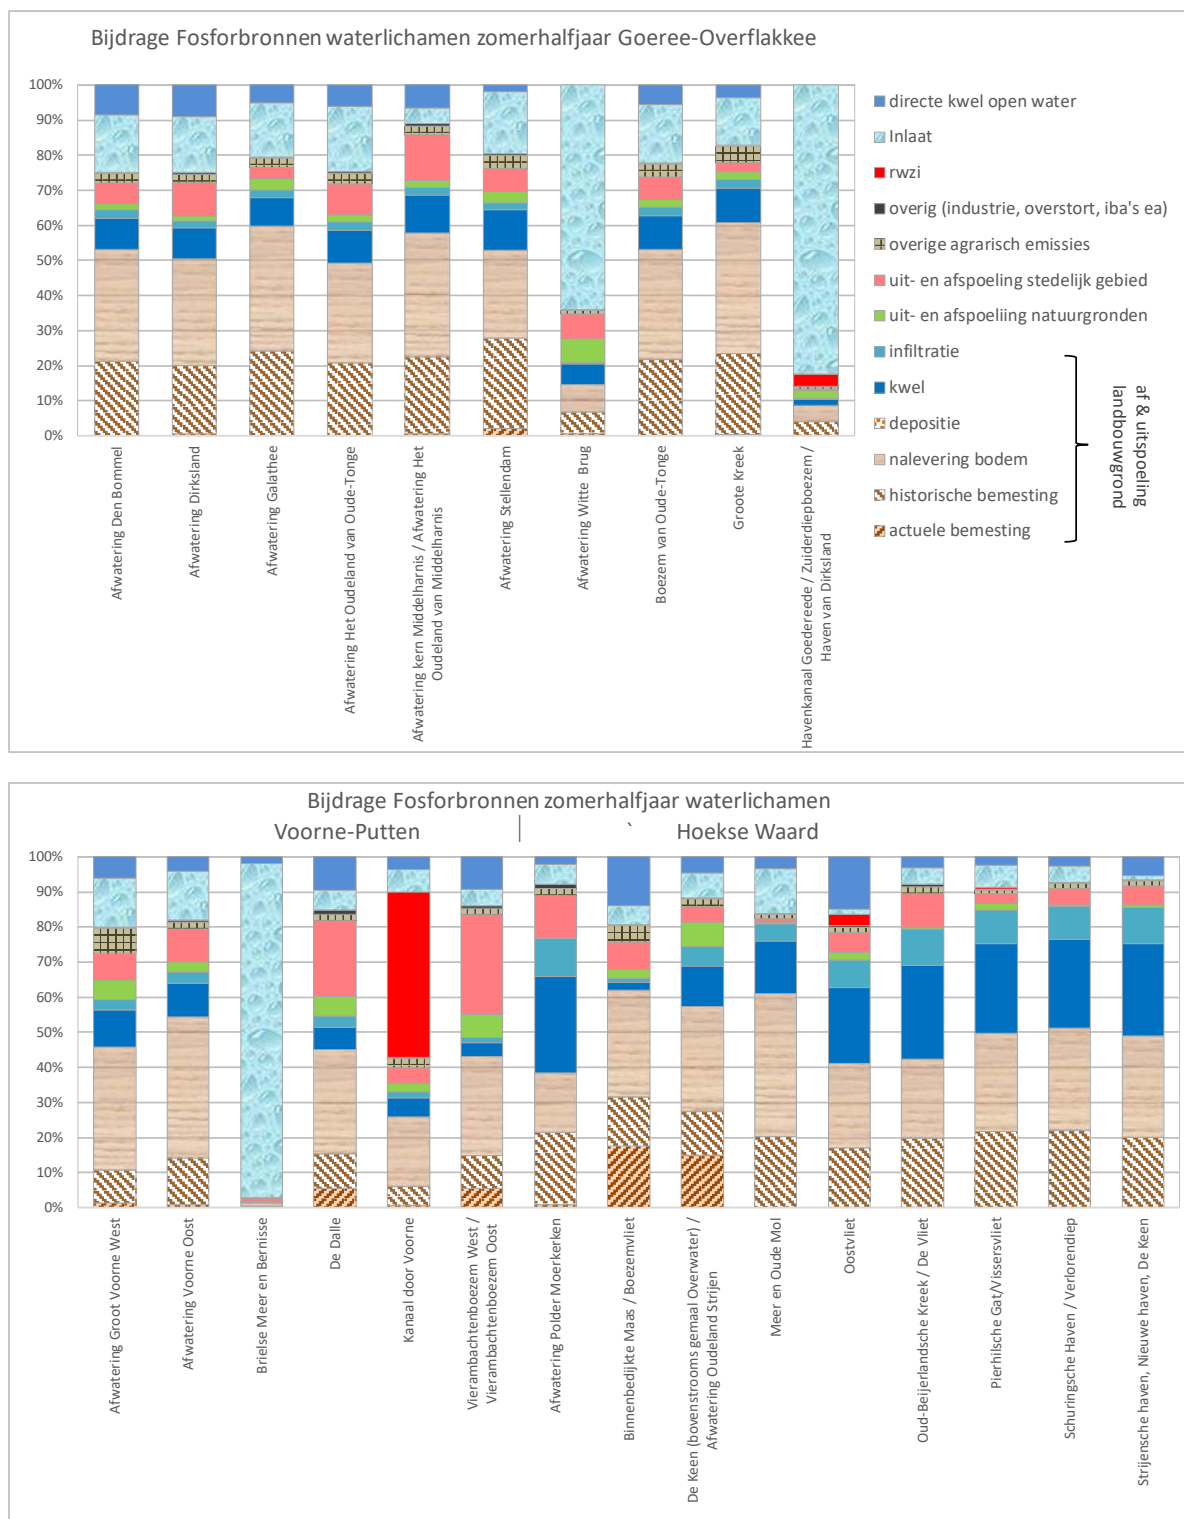 Bijdrage Fosforbronnen waterlichamen zomerhalfjaar Goeree-Overflakkee
100%
90%
80%
70%
60%
50%
40%
30%
20%
10%
0%
Afwatering Den Bommel
Afwatering Dirksland
Afwatering Galathee
Afwatering Het Oudeland van Oude-Tonge
Afwatering kern Middelharnis / Afwatering Het
Oudeland van Middelharnis
Afwatering Stellendam
Afwatering Witte Brug
Boezem van Oude-Tonge
Groote Kreek
Havenkanaal Goedereede / Zuiderdiepboezem /
Haven van Dirksland
directe kwel open water
Inlaat
rwzi
overig (industrie, overstort, iba's ea)
overige agrarisch emissies
uit- en afspoeling stedelijk gebied
uit- en afspoeliing natuurgronden
infiltratie
kwel
depositie
nalevering bodem
historische bemesting
actuele bemesting
af & uitspoeling
landbouwgrond
Bijdrage Fosforbronnen zomerhalfjaar waterlichamen
Voorne-Putten | ` Hoekse Waard
100%
90%
80%
70%
60%
50%
40%
30%
20%
10%
0%
Afwatering Groot Voorne West
Afwatering Voorne Oost
Brielse Meer en Bernisse
De Dalle
Kanaal door Voorne
Vierambachtenboezem West /
Vierambachtenboezem Oost
Afwatering Polder Moerkerken
Binnenbedijkte Maas / Boezemvliet
De Keen (bovenstrooms gemaal Overwater) /
Afwatering Oudeland Strijen
Meer en Oude Mol
Oostvliet
Oud-Beijerlandsche Kreek / De Vliet
Pierhilsche Gat/Vissersvliet
Schuringsche Haven / Verlorendiep
Strijensche haven, Nieuwe haven, De Keen